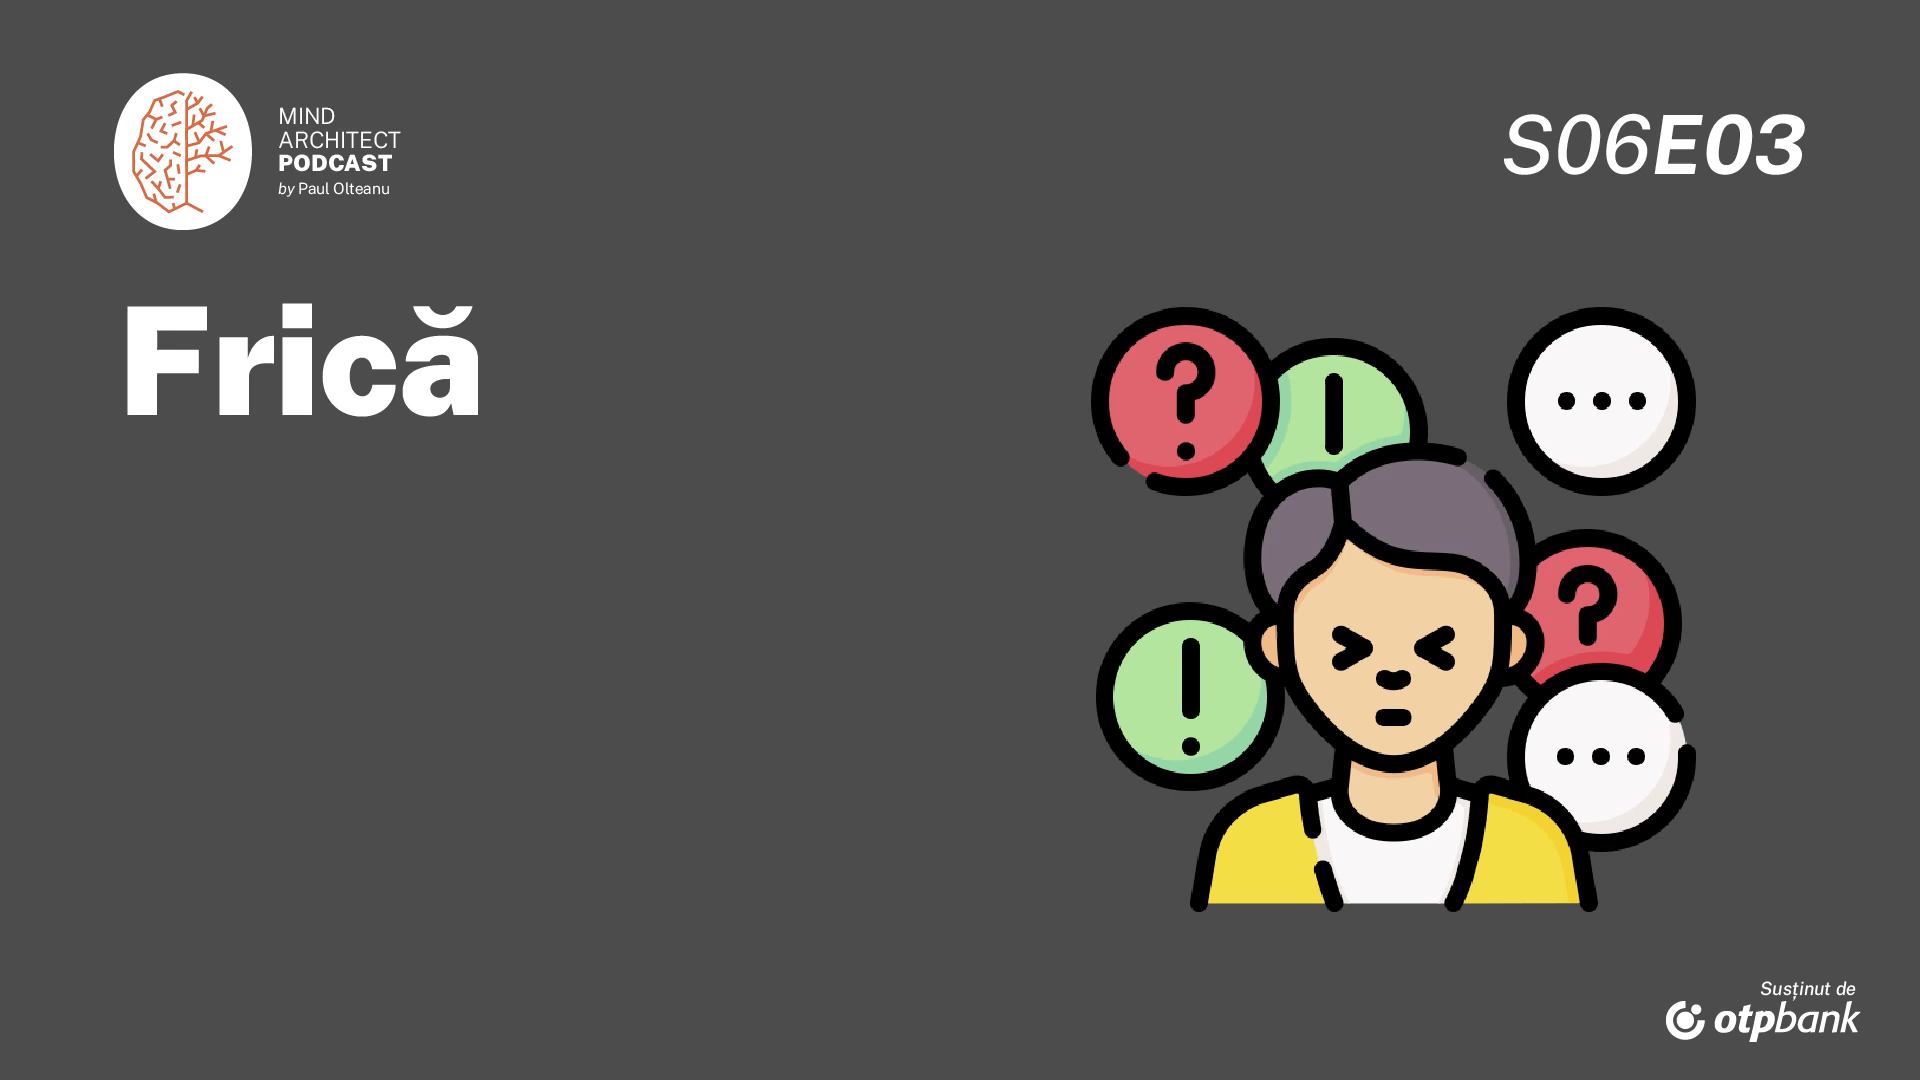 MIND
ARCHITECT
PODCAST
by Paul Olteanu
S06E03
Frică
?
!
...
!
?
...
Susținut de
otpbank